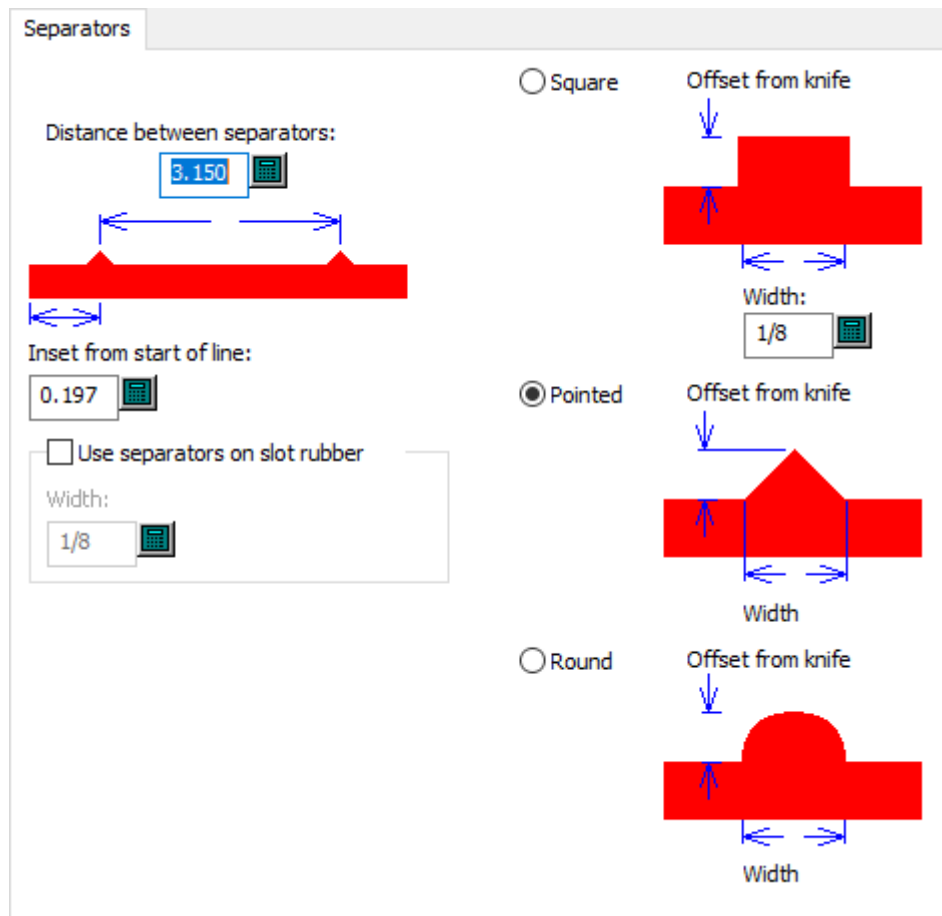 Separators
Distance between separators:
3.150
Inset from start of line:
0.197
Use separators on slot rubber
Width:
1/8
Square
Offset from knife
Width:
1/8
Pointed
Offset from knife
Width
Round
Offset from knife
Width